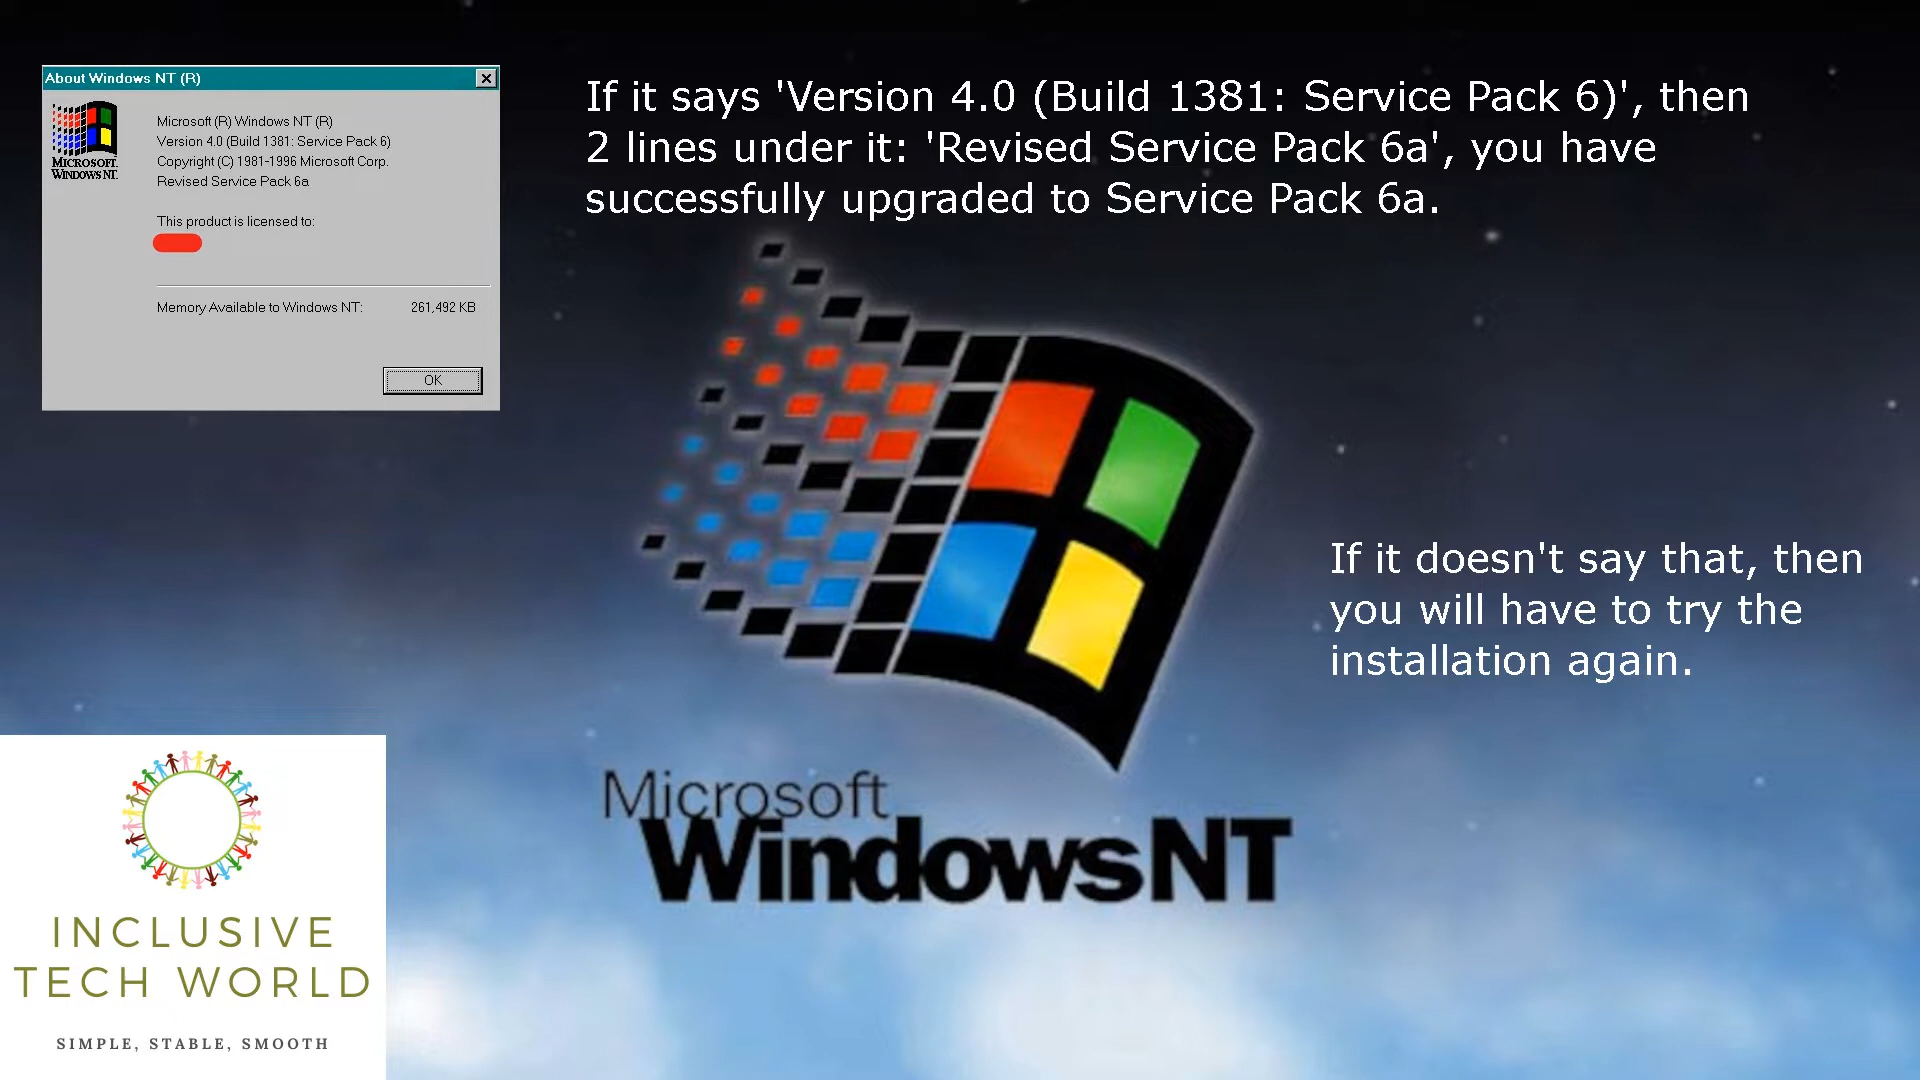 About Windows NT (R)
MICROSOFT.
WINDOWS NT.
Microsoft (R) Windows NT (R)
Version 4.0 (Build 1381: Service Pack 6)
Copyright (C) 1981-1996 Microsoft Corp.
Revised Service Pack 6a
This product is licensed to:
Memory Available to Windows NT: 261,492 KB
OK
If it says 'Version 4.0 (Build 1381: Service Pack 6)', then
2 lines under it: 'Revised Service Pack 6a', you have
successfully upgraded to Service Pack 6a.
If it doesn't say that, then
you will have to try the
installation again.
Microsoft
WindowsNT
INCLUSIVE
TECH WORLD
SIMPLE, STABLE, SMOOTH